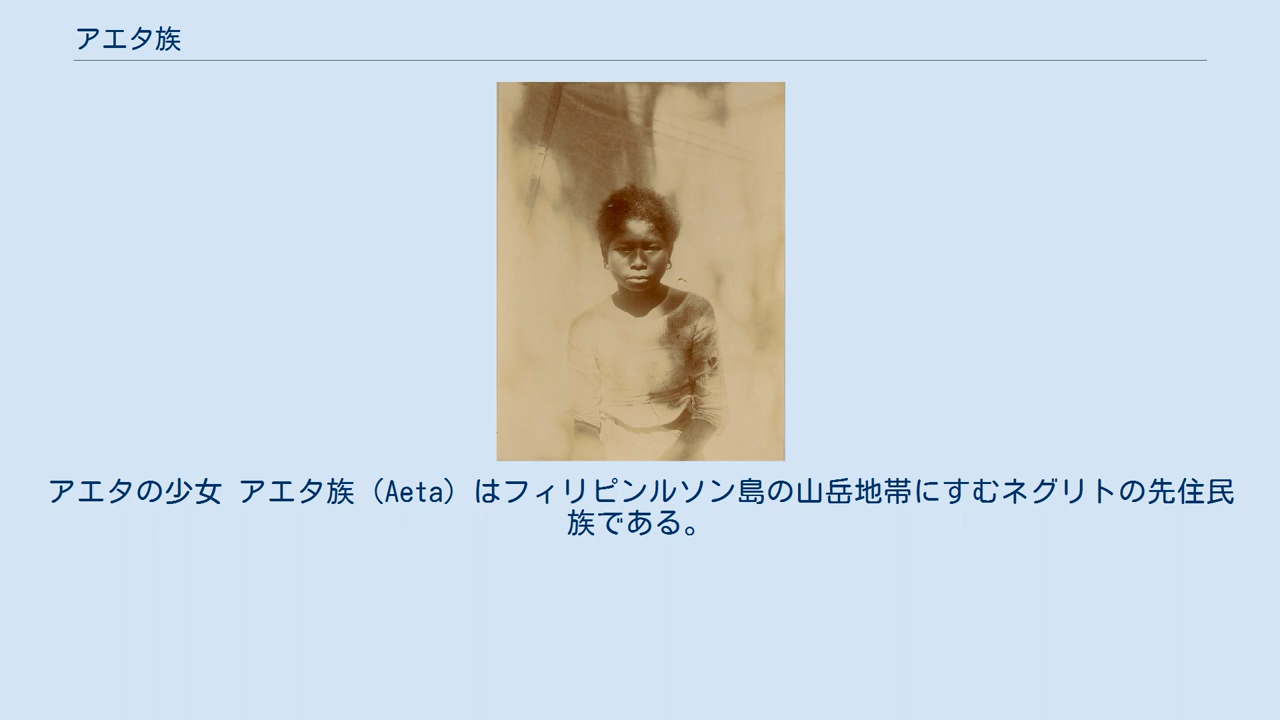 アエタ族
アエタの少女 アエタ族（Aeta）はフィリピンルソン島の山岳地帯にすむネグリトの先住民
族である。